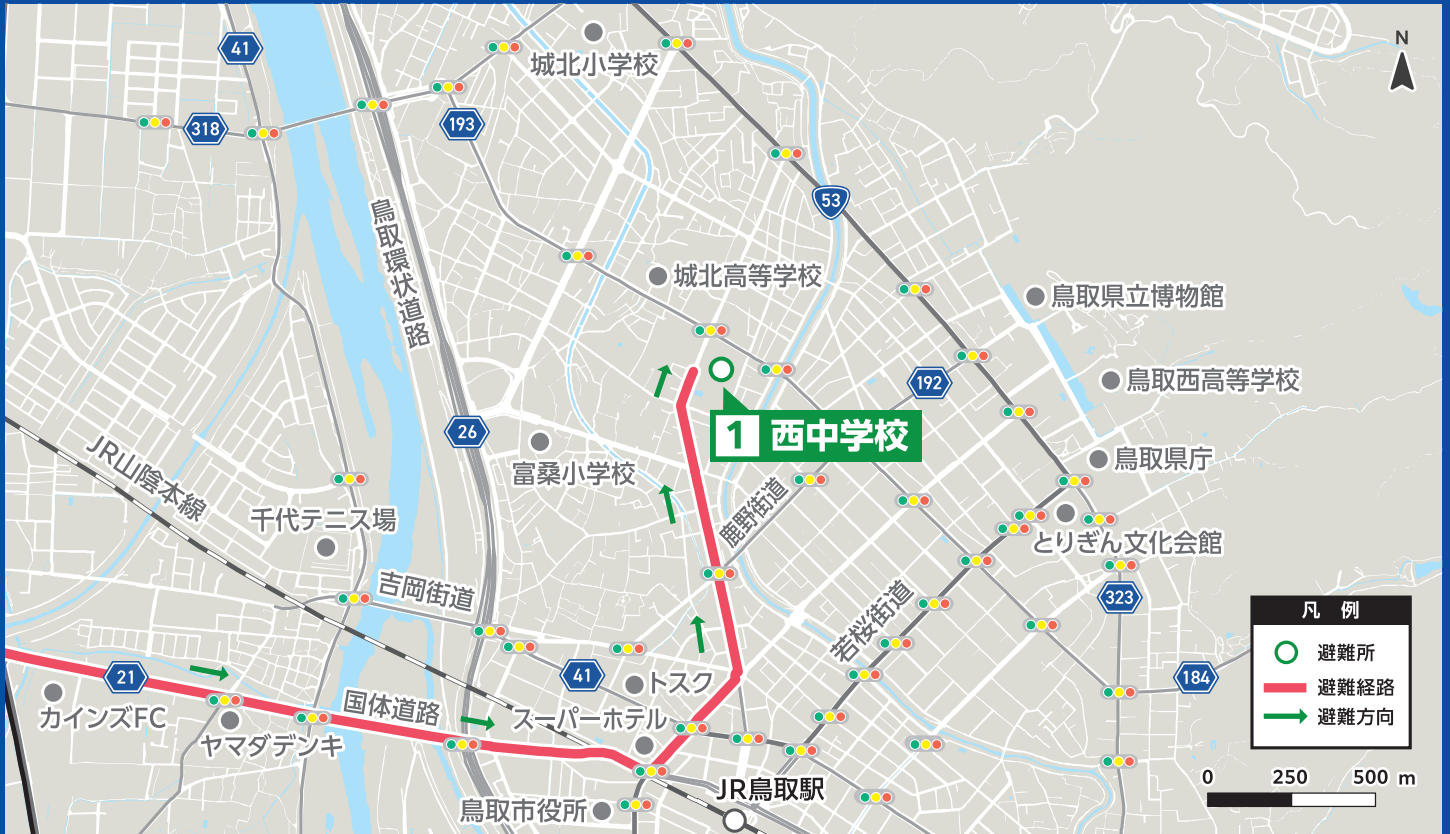 41
城北小学校
N
193
318
53
鳥取環状道路
城北高等学校
鳥取県立博物館
192
鳥取西高等学校
1 西中学校
26
富桑小学校
鳥取県庁
JR山陰本線
千代テニス場
鹿野街道
とりぎん文化会館
吉岡街道
若桜街道
323
凡 例
避難所
避難経路
避難方向
184
21
41
トスク
カインズFC
国体道路
スーパーホテル
ヤマダデンキ
JR鳥取駅
鳥取市役所
0 250 500 m